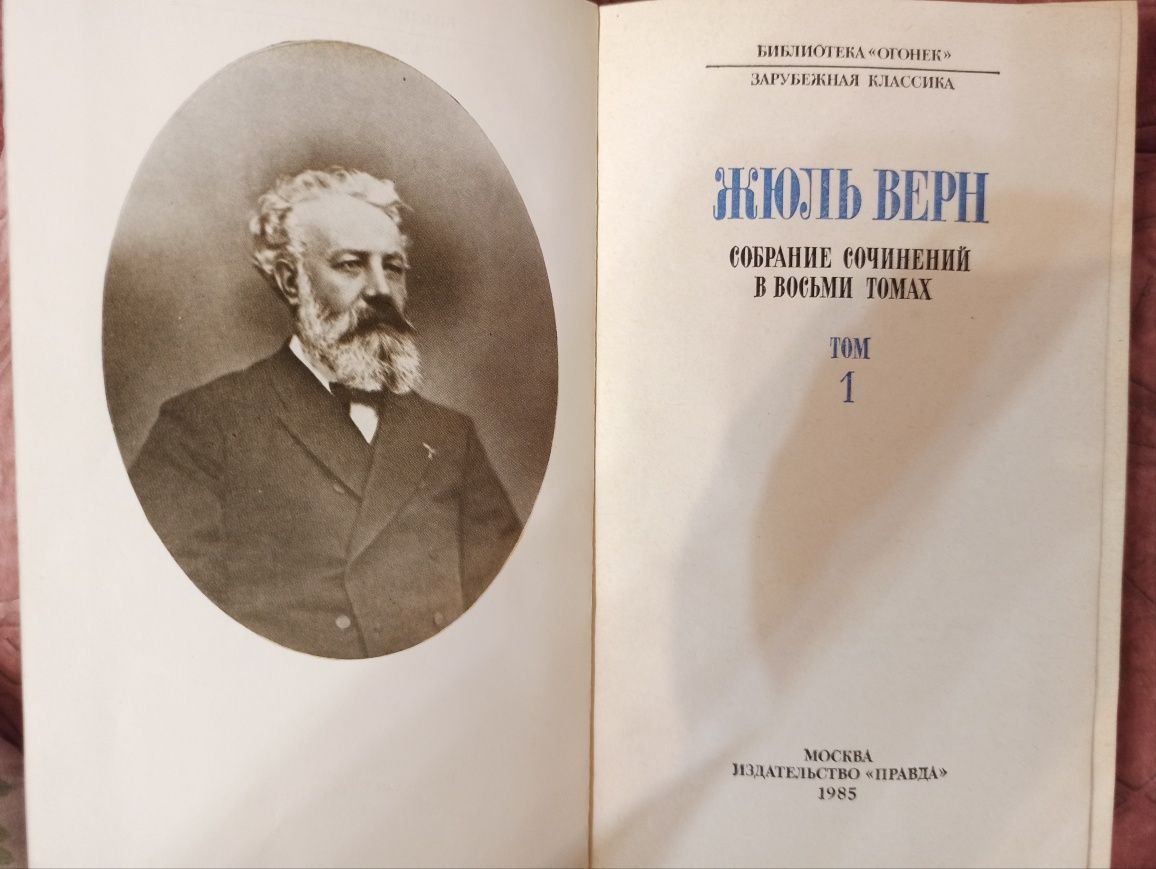 БИБЛИОТЕКА «ОГОНЕК»
ЗАРУБЕЖНАЯ КЛАССИКА
ЖЮЛЬ ВЕРН
СОБРАНИЕ СОЧИНЕНИЙ
В ВОСЬМИ ТОМАХ
ТОМ
1
МОСКВА
ИЗДАТЕЛЬСТВО «ПРАВДА»
1985